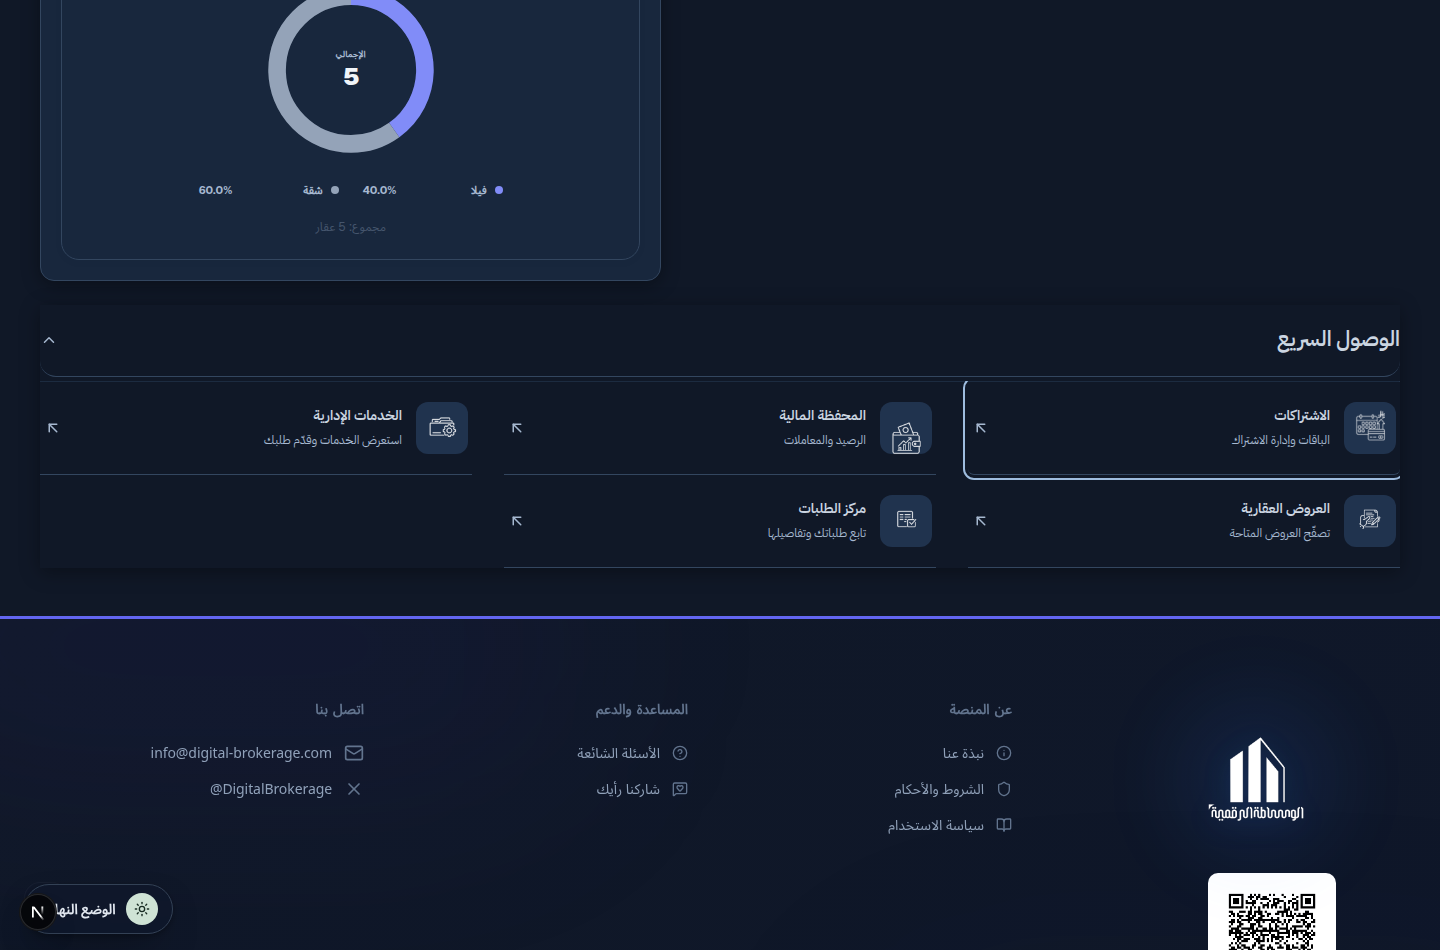 الإجمالي
5
فيلا 40.0% شقة 60.0%
مجموع: 5 عقار
الوصول السريع
الاشتراكات
الباقات وإدارة الاشتراك
المحفظة المالية
الرصيد والمعاملات
الخدمات الإدارية
استعرض الخدمات وقدّم طلبك
العروض العقارية
تصفّح العروض المتاحة
مركز الطلبات
تابع طلباتك وتفاصيلها
الوساطة الرقمية
عن المنصة
نبذة عنا
الشروط والأحكام
سياسة الاستخدام
المساعدة والدعم
الأسئلة الشائعة
شاركنا رأيك
اتصل بنا
info@digital-brokerage.com
@DigitalBrokerage
الوضع النها
N